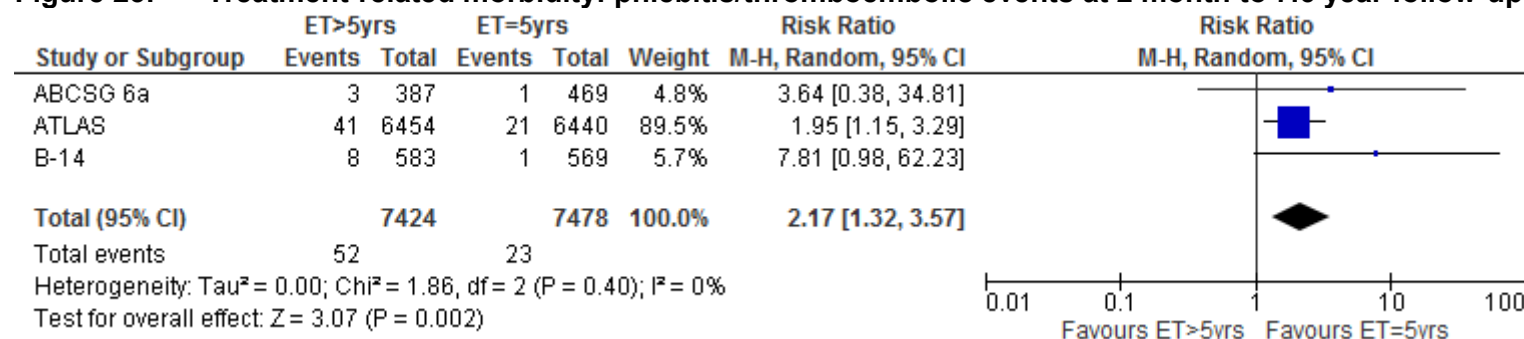 Figure Treatment related morbidity: phlebitis/thromboembolic events at month to year follow-up
ET>5yrs ET=5yrs Risk Ratio Risk Ratio
Study or Subgroup Events Total Events Total Weight M-H, Random, 95% CI M-H, Random, 95% CI
ABCSG 6a 3 387 1 469 4.8% 3.64 [0.38, 34.81]
ATLAS 41 6454 21 6440 89.5% 1.95 [1.15, 3.29]
B-14 8 583 1 569 5.7% 7.81 [0.98, 62.23]
Total (95% CI) 7424 7478 100.0% 2.17 [1.32, 3.57]
Total events 52 23
Heterogeneity: Tau² = 0.00; Chi² = 1.86, df = 2 (P = 0.40); I² = 0%
Test for overall effect: Z = 3.07 (P = 0.002)
0.01 0.1 1 10 100
Favours ET>5yrs Favours ET=5yrs